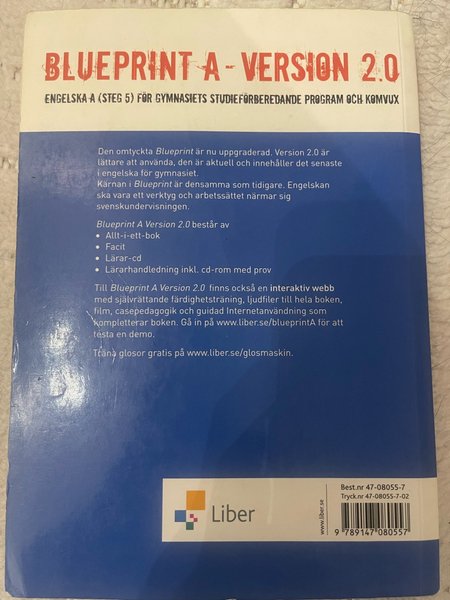 BLUEPRINT A - VERSION 2.0
ENGELSKA A (STEG 5) FÖR GYMNASIETS STUDIEFÖRBEREDANDE PROGRAM OCH KOMVUX
Den omtyckta Blueprint är nu uppgraderad. Version 2.0 är
lättare att använda, den är aktuell och innehåller det senaste
i engelska för gymnasiet.
Kärnan i Blueprint är densamma som tidigare. Engelskan
ska vara ett verktyg och arbetssättet närmar sig
svenskundervisningen.
Blueprint A Version 2.0 består av
• Allt-i-ett-bok
• Facit
• Lärar-cd
• Lärarhandledning inkl. cd-rom med prov
Till Blueprint A Version 2.0 finns också en interaktiv webb
med självrättande färdighetsträning, ljudfiler till hela boken,
film, casepedagogik och guidad Internetanvändning som
kompletterar boken. Gå in på www.liber.se/blueprintA för att
testa en demo.
Träna glosor gratis på www.liber.se/glosmaskin.
Liber
www.liber.se
Best.nr 47-08055-7
Tryck.nr 47-08055-7-02
9 789147 080557